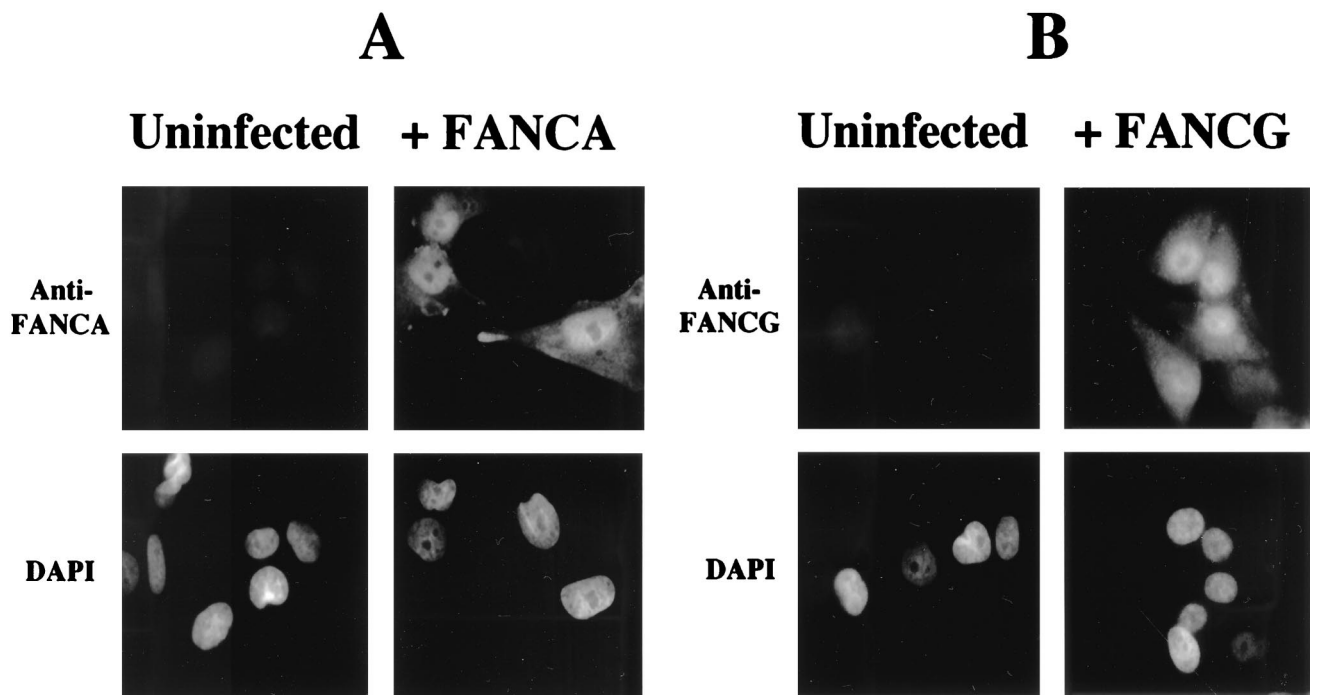 A
B
Uninfected + FANCA
Uninfected + FANCG
Anti-
FANCA
Anti-
FANCG
DAPI
DAPI